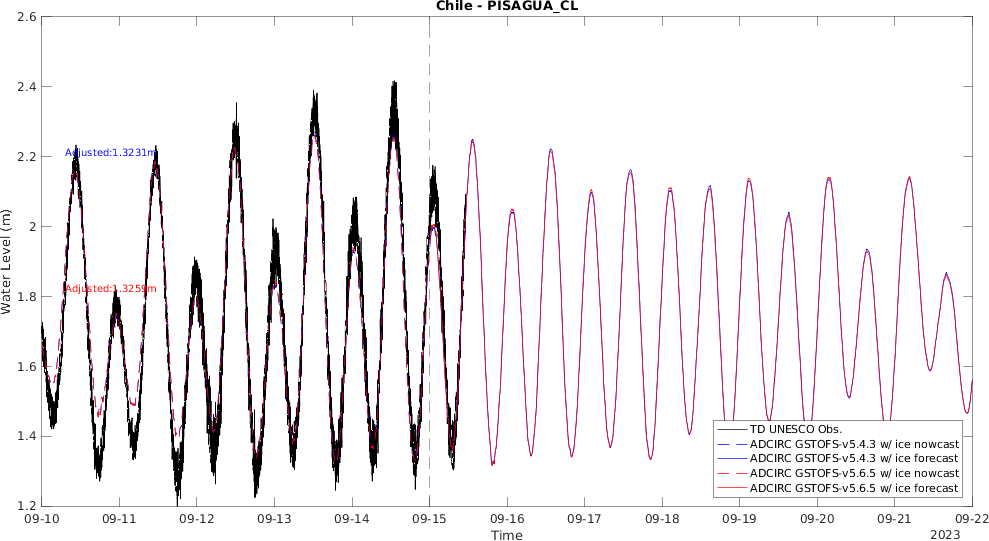 Chile - PISAGUA_CL
2.6
2.4
2.2
2
1.8
1.6
1.4
1.2
Water Level (m)
Adjusted:1.3231m
Adjusted:1.3259m
TD UNESCO Obs.
ADCIRC GSTOFS-v5.4.3 w/ ice nowcast
ADCIRC GSTOFS-v5.4.3 w/ ice forecast
ADCIRC GSTOFS-v5.6.5 w/ ice nowcast
ADCIRC GSTOFS-v5.6.5 w/ ice forecast
09-10 09-11 09-12 09-13 09-14 09-15 09-16 09-17 09-18 09-19 09-20 09-21 09-22
Time
2023